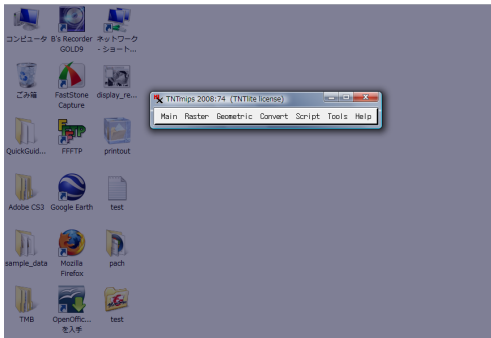 コンピュータ
B's Recorder
GOLD9
ネットワーク
- ショート...
ごみ箱
FastStone
Capture
display_re...
TNTmips 2008:74 (TNTlite license)
Main Raster Geometric Convert Script Tools Help
QuickGuid...
FFFTP
printout
Adobe CS3
Google Earth
test
sample_data
Mozilla
Firefox
pach
TMB
OpenOffic...
を入手
test